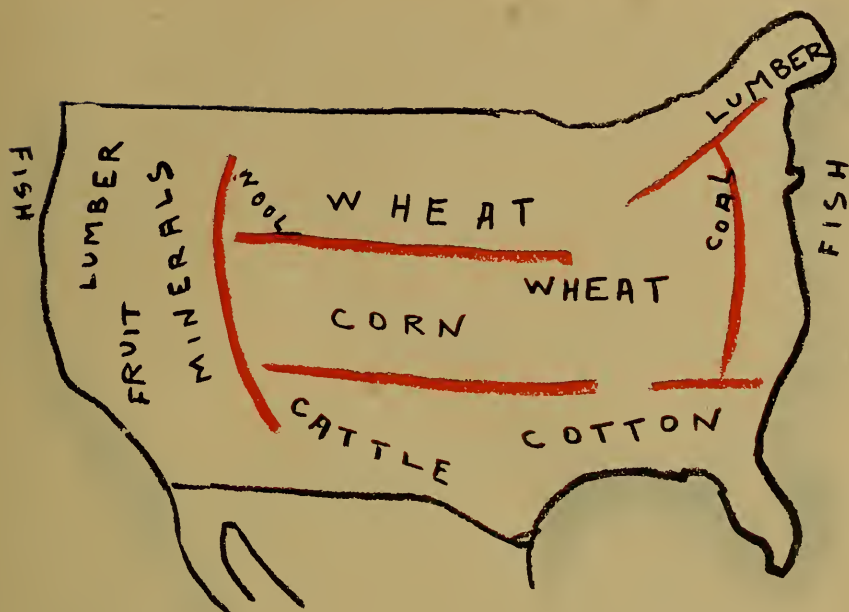 LUMBER
FISH
LUMBER
MINERALS
WOOL
WHEAT
COAL
FISH
WHEAT
FRUIT
CORN
CATTLE
COTTON